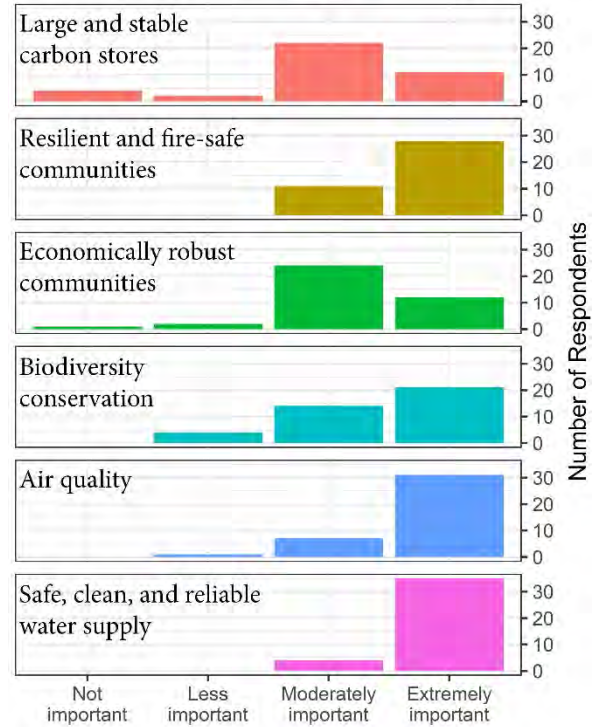 Large and stable
carbon stores
30
20
10
0
Resilient and fire-safe
communities
30
20
10
0
Economically robust
communities
30
20
10
0
Biodiversity
conservation
30
20
10
0
Air quality
30
20
10
0
Safe, clean, and reliable
water supply
30
20
10
0
Number of Respondents
Not
important
Less
important
Moderately
important
Extremely
important